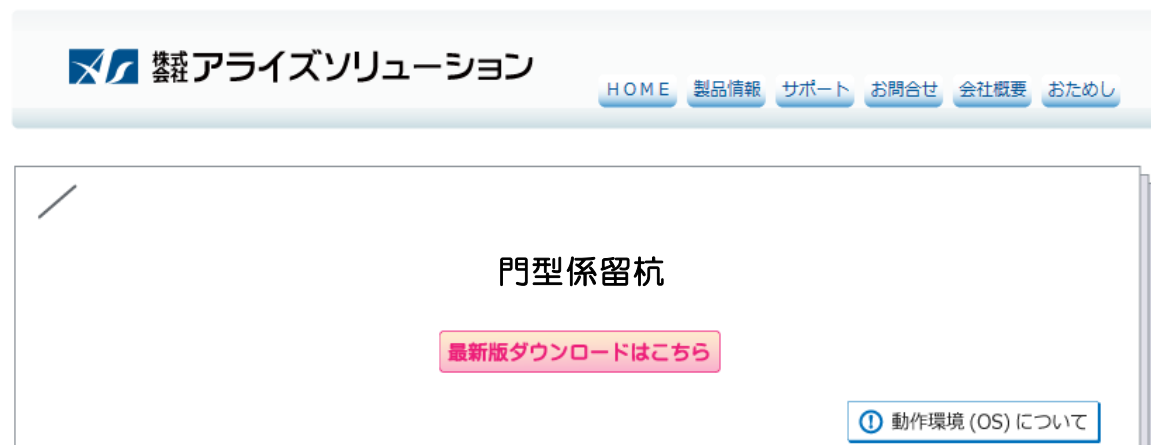 株式会社アライズソリューション
HOME 製品情報 サポート お問合せ 会社概要 おためし
門型係留杭
最新版ダウンロードはこちら
動作環境 (OS) について